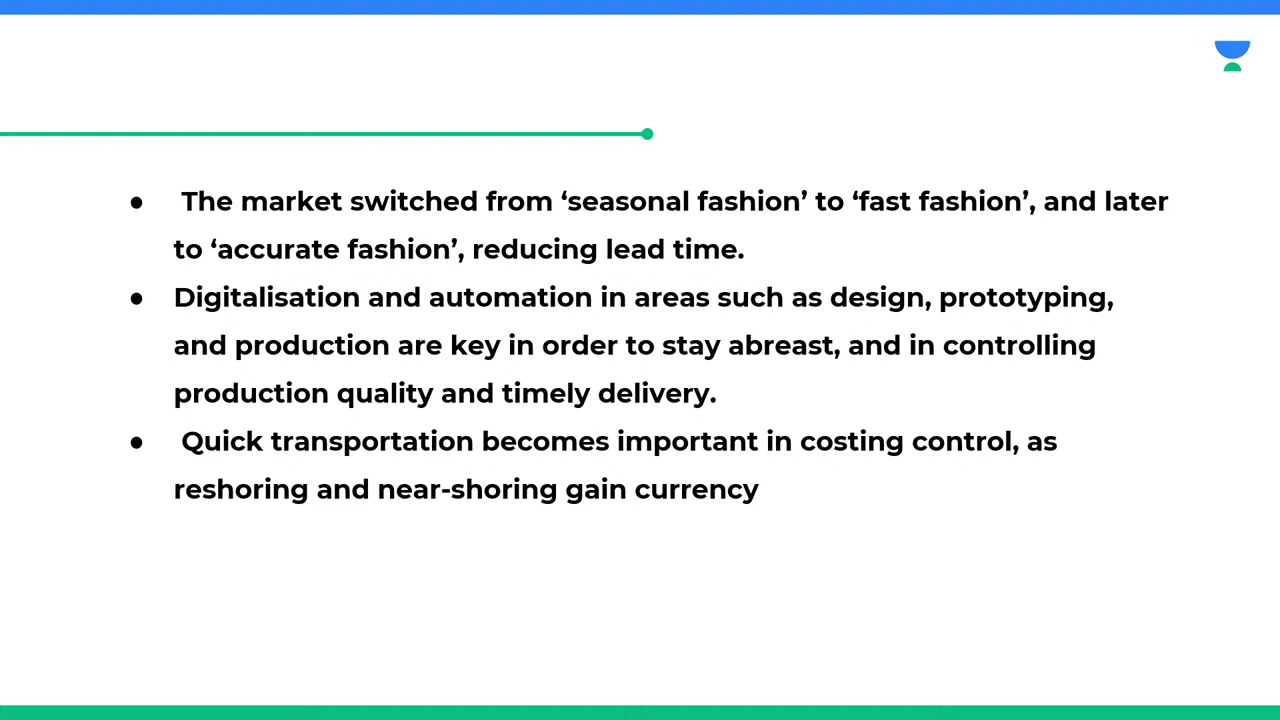 ● The market switched from ‘seasonal fashion’ to ‘fast fashion’, and later
to ‘accurate fashion’, reducing lead time.
● Digitalisation and automation in areas such as design, prototyping,
and production are key in order to stay abreast, and in controlling
production quality and timely delivery.
● Quick transportation becomes important in costing control, as
reshoring and near-shoring gain currency